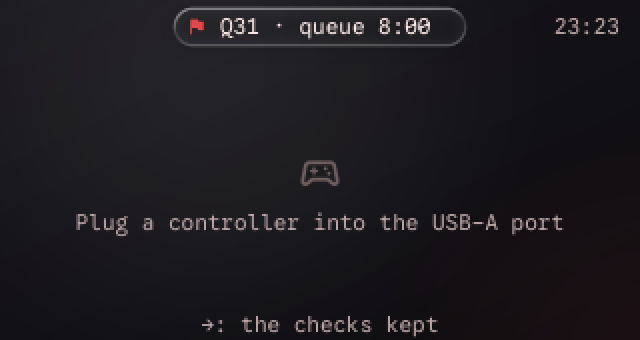 Q31 · queue 8:00
23:23
Plug a controller into the USB-A port
→: the checks kept